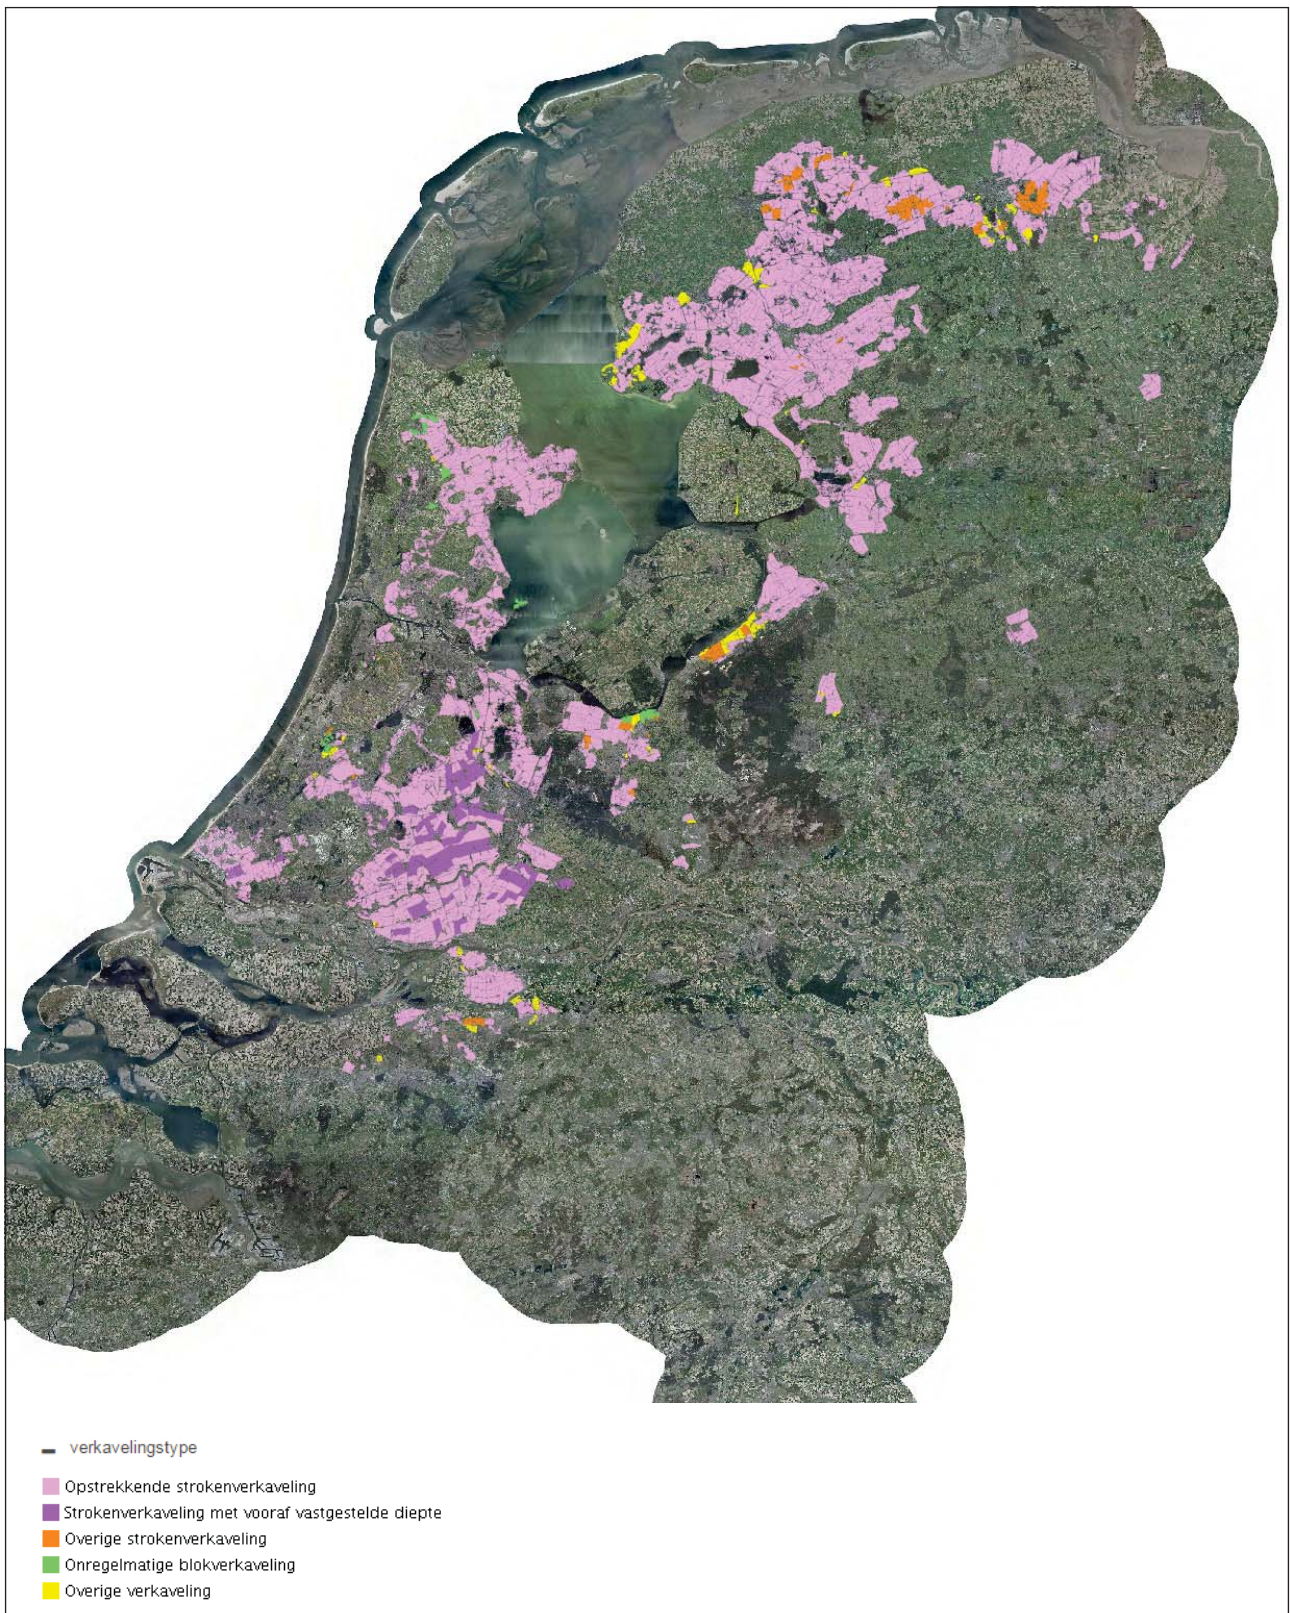 verkavelingstype
Opstrekkende strokenverkaveling
Strokenverkaveling met vooraf vastgestelde diepte
Overige strokenverkaveling
Onregelmatige blokverkaveling
Overige verkaveling